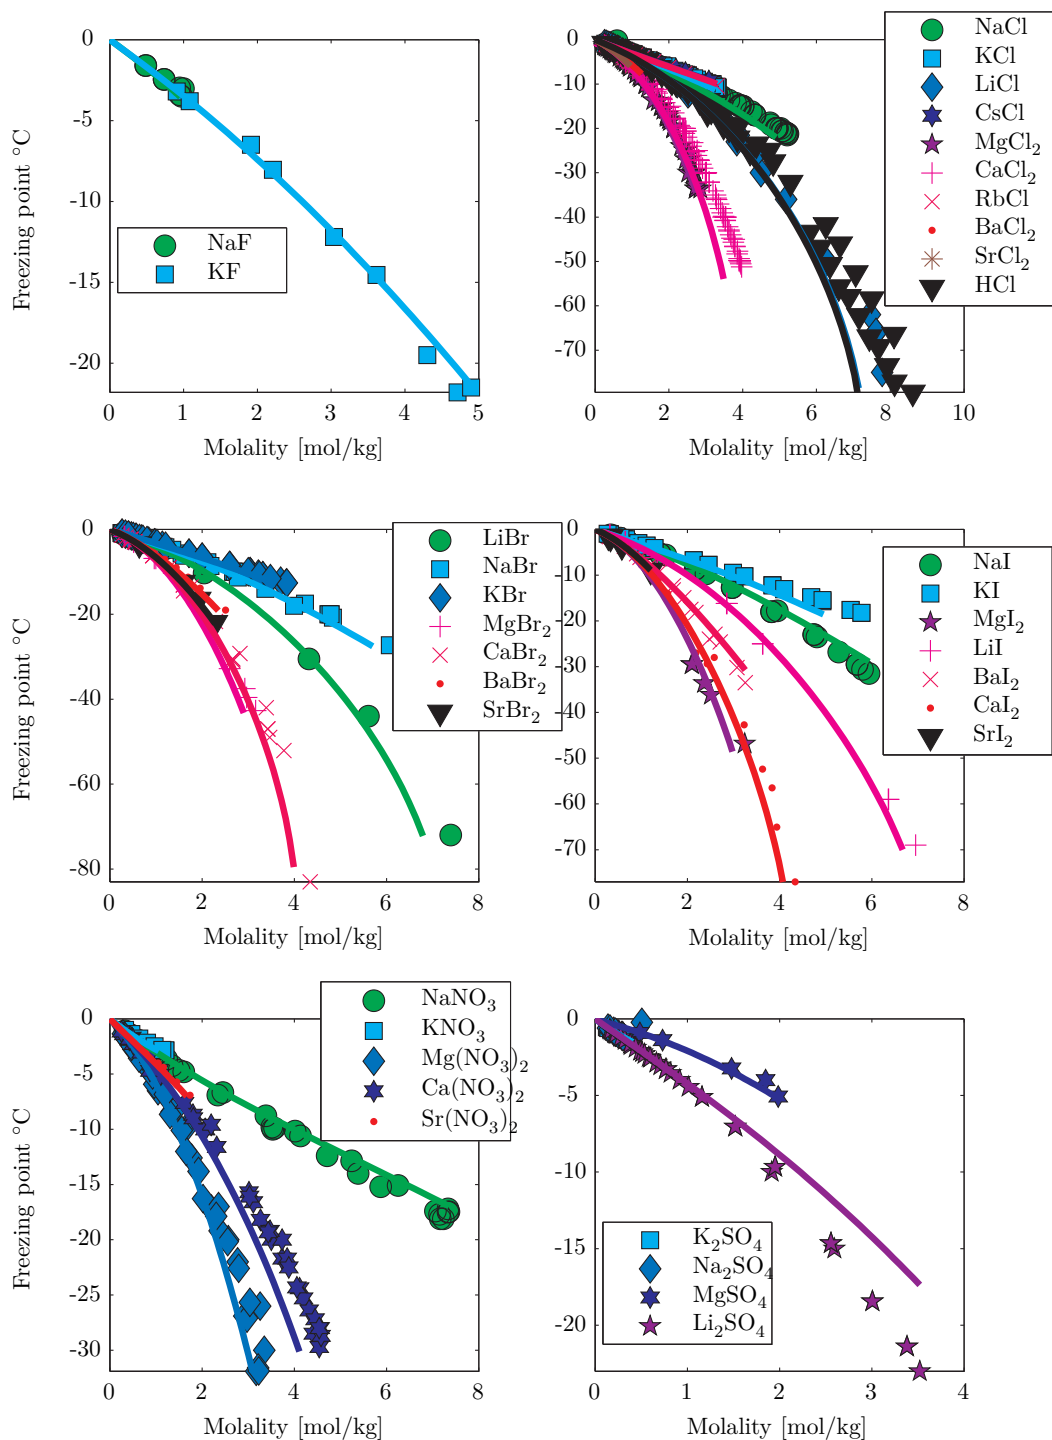 Freezing point °C
0
-5
-10
-15
-20
0
1
2
3
4
5
Molality [mol/kg]
NaF
KF
0
-10
-20
-30
-40
-50
-60
-70
0
2
4
6
8
10
Molality [mol/kg]
NaCl
KCl
LiCl
CsCl
MgCl₂
CaCl₂
RbCl
BaCl₂
SrCl₂
HCl
Freezing point °C
0
-20
-40
-60
-80
0
2
4
6
8
Molality [mol/kg]
LiBr
NaBr
KBr
MgBr₂
CaBr₂
BaBr₂
SrBr₂
0
-10
-20
-30
-40
-50
-60
-70
0
2
4
6
8
Molality [mol/kg]
NaI
KI
MgI₂
LiI
BaI₂
CaI₂
SrI₂
Freezing point °C
0
-5
-10
-15
-20
-25
-30
0
2
4
6
8
Molality [mol/kg]
NaNO₃
KNO₃
Mg(NO₃)₂
Ca(NO₃)₂
Sr(NO₃)₂
0
-5
-10
-15
-20
0
1
2
3
4
Molality [mol/kg]
K₂SO₄
Na₂SO₄
MgSO₄
Li₂SO₄